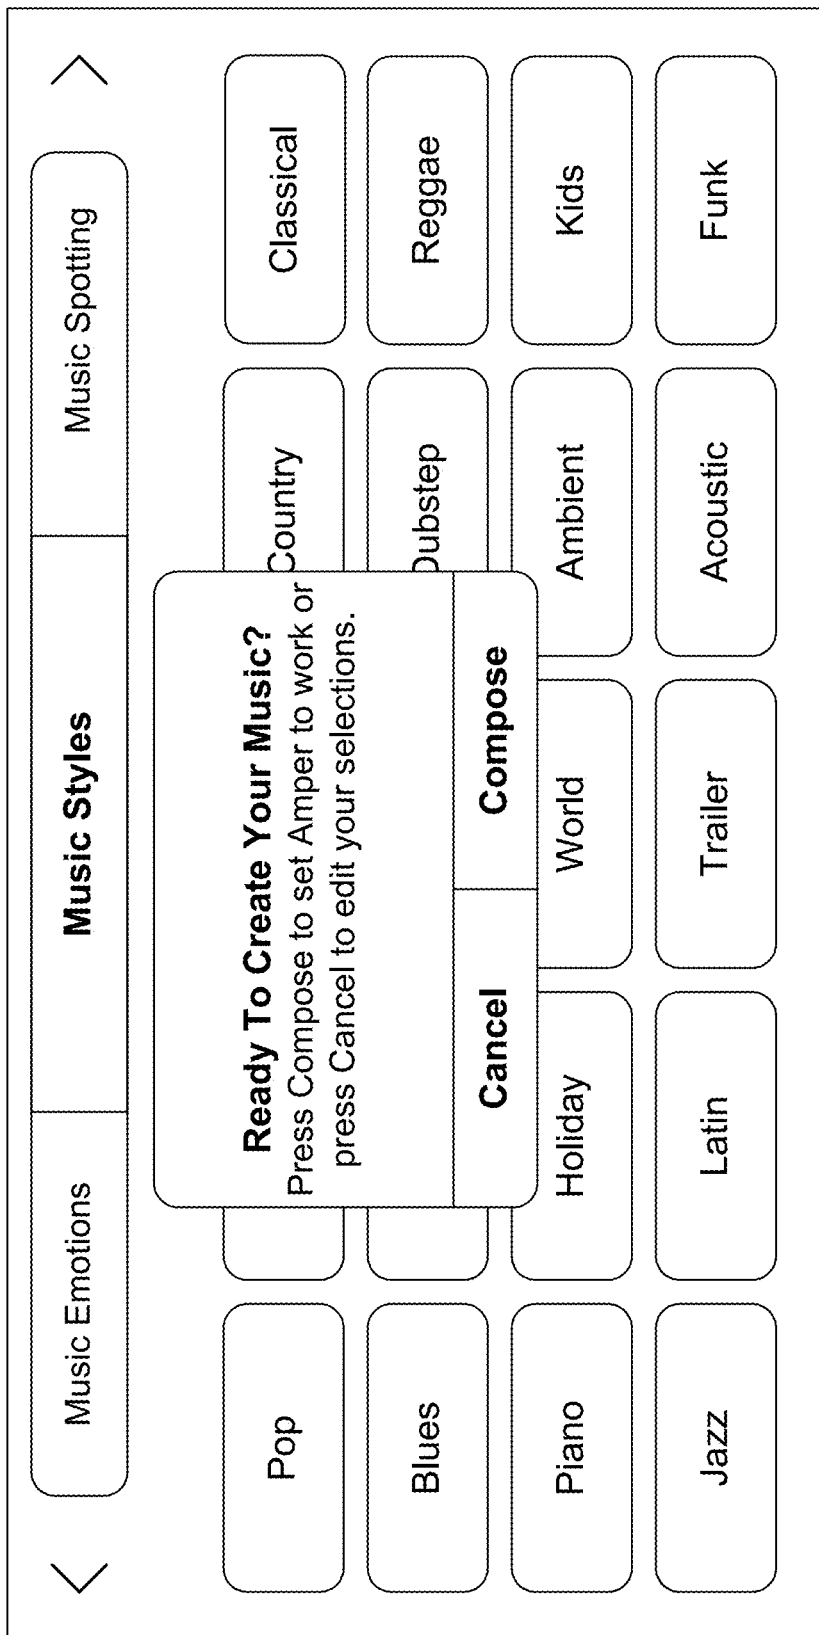 Music Emotions
Music Styles
Music Spotting
Pop
Country
Classical
Ready To Create Your Music?
Press Compose to set Amper to work or
press Cancel to edit your selections.
Cancel
Compose
Blues
Dubstep
Reggae
Piano
Holiday
World
Ambient
Kids
Jazz
Latin
Trailer
Acoustic
Funk